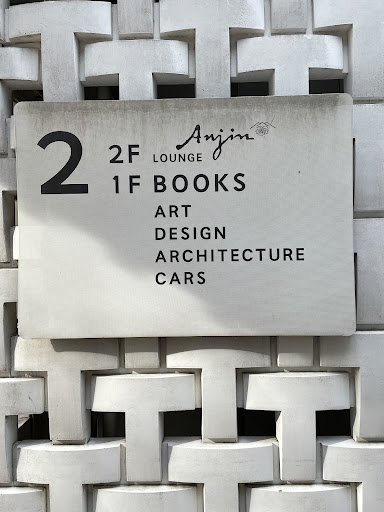 2
2F LOUNGE Anjin
1F BOOKS
ART
DESIGN
ARCHITECTURE
CARS